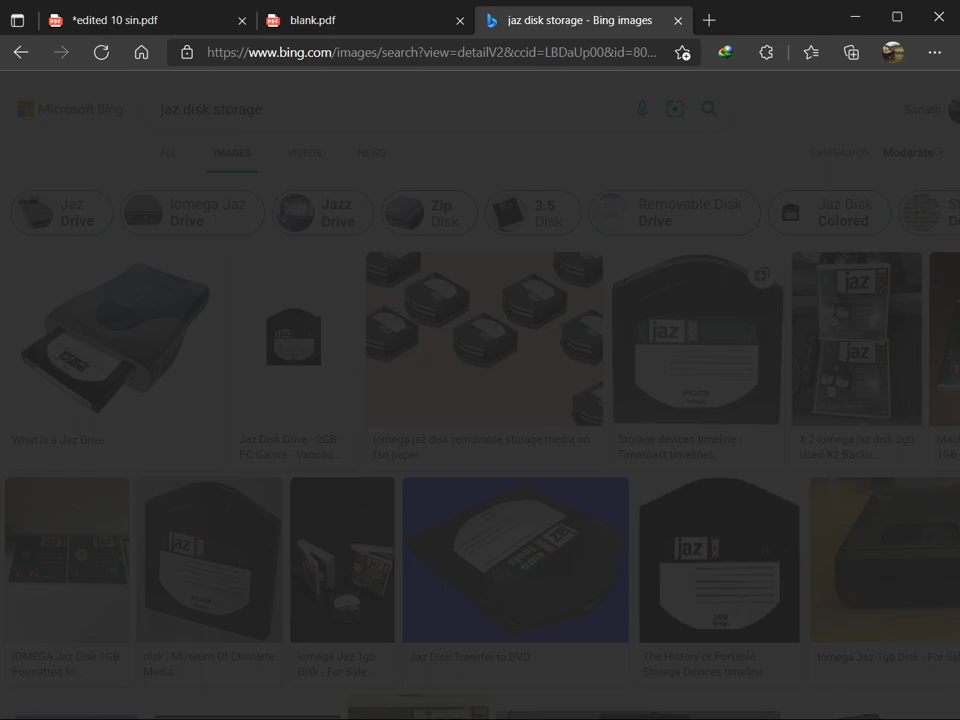 *edited 10 sin.pdf
blank.pdf
jaz disk storage - Bing images
https://www.bing.com/images/search?view=detailV2&ccid=LBDaUp00&id=80...
Microsoft Bing
jaz disk storage
Sanath
ALL
IMAGES
VIDEOS
NEWS
SafeSearch:
Moderate
Jaz
Drive
Iomega Jaz
Drive
Jazz
Drive
Zip
Disk
3.5
Disk
Removable Disk
Drive
Jaz Disk
Colored
jaz
jaz
jaz
What is a Jaz Drive
Jaz Disk Drive - 2GB -
PC Galore - Vancou...
Iomega jaz disk removable storage media on
tan paper
Storage devices timeline |
Timetoast timelines
X 2 iomega jaz disk 2gb
Used X2 Backu...
1GB
jaz
jaz
jaz
IOMEGA Jaz Disk 1GB
Formatted fo...
disk | Museum Of Obsolete
Media
Iomega Jaz 1gb
Disk - For Sale ...
Jaz Disk Transfer to DVD
The History of Portable
Storage Devices timeline ...
Iomega Jaz 1gb Disk - For